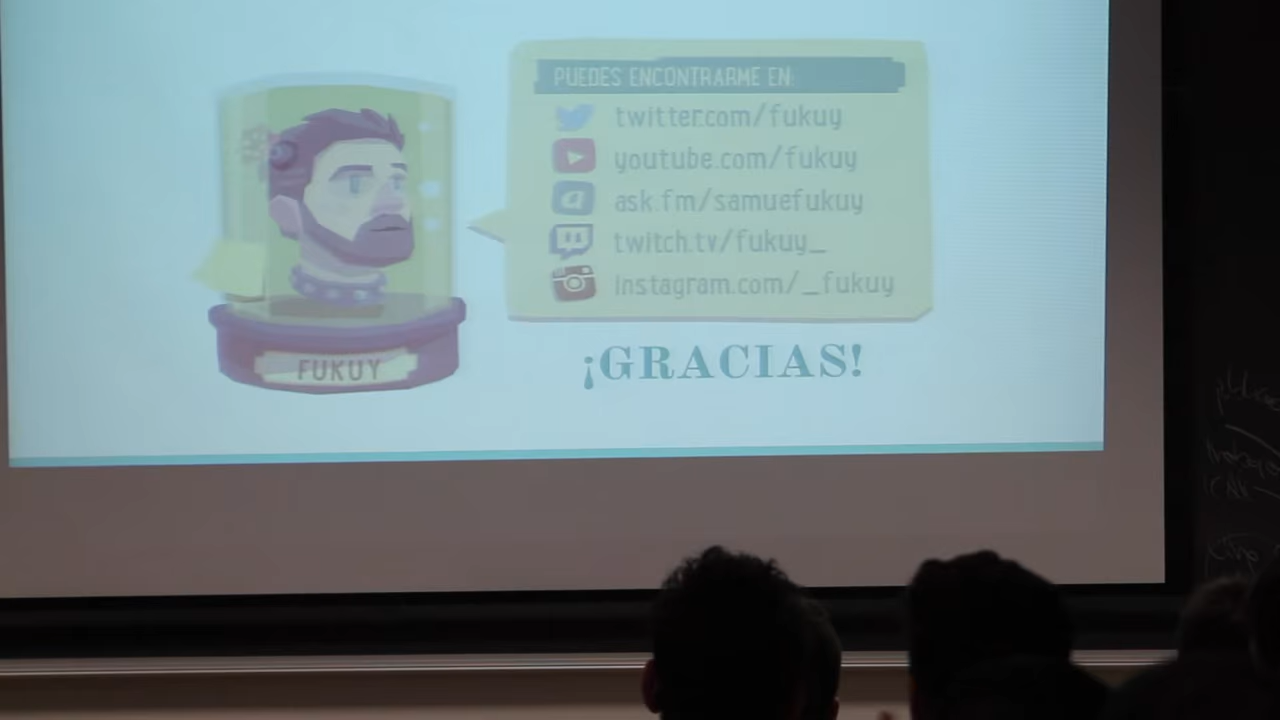 PUEDES ENCONTRARME EN:
twitter.com/fukuy
youtube.com/fukuy
ask.fm/samuefukuy
twitch.tv/fukuy_
instagram.com/_fukuy
FUKUY
¡GRACIAS!